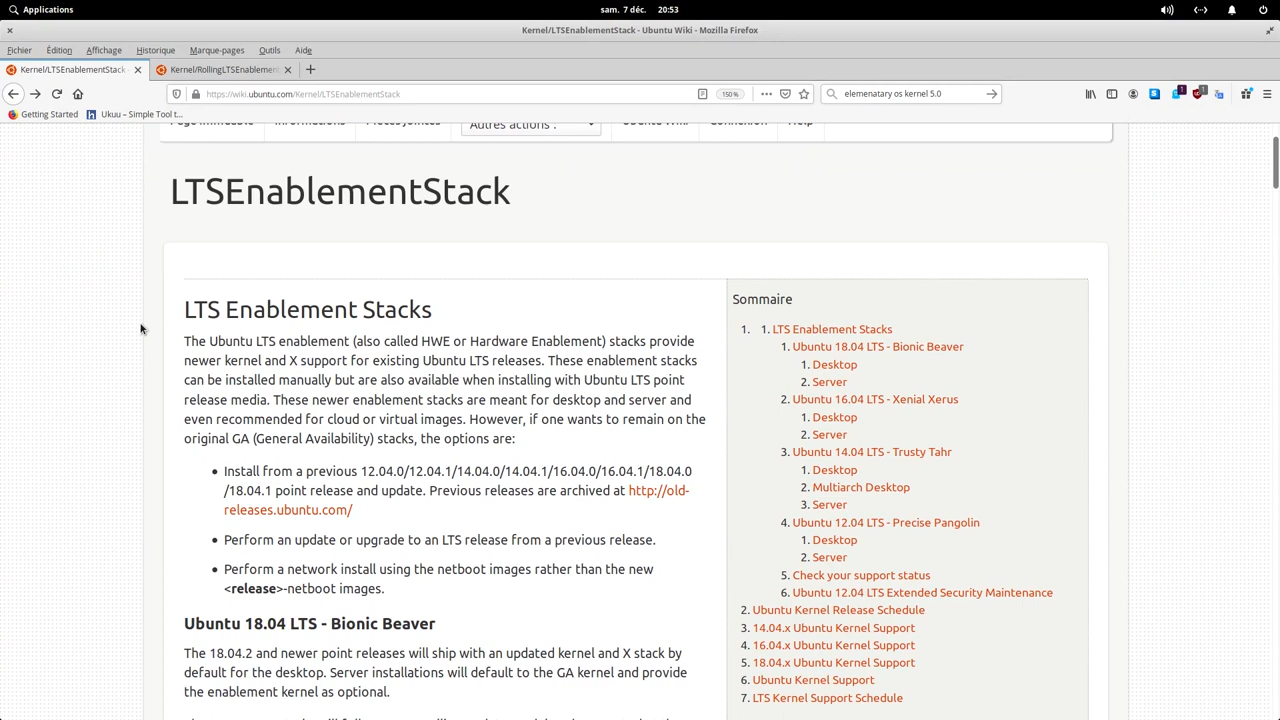 Applications
sam. 7 déc. 20:53
Kernel/LTSEnablementStack - Ubuntu Wiki - Mozilla Firefox
Fichier Édition Affichage Historique Marque-pages Outils Aide
Kernel/LTSEnablementStack - Kernel/RollingLTSEnablemen
https://wiki.ubuntu.com/Kernel/LTSEnablementStack 150% elemenatary os kernel 5.0
Getting Started Ukuu – Simple Tool t...
Page immuable Informations Pièces jointes Autres actions : Ubuntu Wiki Connexion Help
LTSEnablementStack
LTS Enablement Stacks
The Ubuntu LTS enablement (also called HWE or Hardware Enablement) stacks provide
newer kernel and X support for existing Ubuntu LTS releases. These enablement stacks
can be installed manually but are also available when installing with Ubuntu LTS point
release media. These newer enablement stacks are meant for desktop and server and
even recommended for cloud or virtual images. However, if one wants to remain on the
original GA (General Availability) stacks, the options are:
Install from a previous 12.04.0/12.04.1/14.04.0/14.04.1/16.04.0/16.04.1/18.04.0
/18.04.1 point release and update. Previous releases are archived at http://old-
releases.ubuntu.com/
Perform an update or upgrade to an LTS release from a previous release.
Perform a network install using the netboot images rather than the new
<release>-netboot images.
Ubuntu 18.04 LTS - Bionic Beaver
The 18.04.2 and newer point releases will ship with an updated kernel and X stack by
default for the desktop. Server installations will default to the GA kernel and provide
the enablement kernel as optional.
Sommaire
1. 1. LTS Enablement Stacks
1. Ubuntu 18.04 LTS - Bionic Beaver
1. Desktop
2. Server
2. Ubuntu 16.04 LTS - Xenial Xerus
1. Desktop
2. Server
3. Ubuntu 14.04 LTS - Trusty Tahr
1. Desktop
2. Multiarch Desktop
3. Server
4. Ubuntu 12.04 LTS - Precise Pangolin
1. Desktop
2. Server
5. Check your support status
6. Ubuntu 12.04 LTS Extended Security Maintenance
2. Ubuntu Kernel Release Schedule
3. 14.04.x Ubuntu Kernel Support
4. 16.04.x Ubuntu Kernel Support
5. 18.04.x Ubuntu Kernel Support
6. Ubuntu Kernel Support
7. LTS Kernel Support Schedule